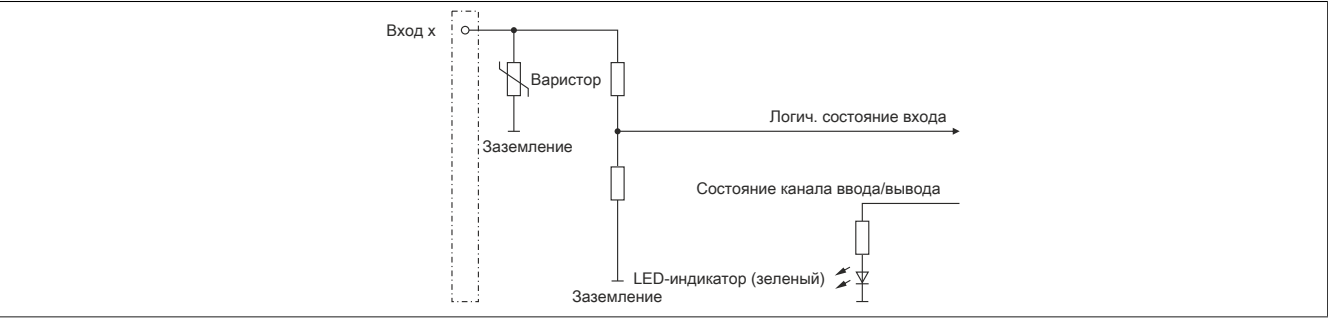 Вход x
Варистор
Логич. состояние входа
Заземление
Состояние канала ввода/вывода
LED-индикатор (зеленый)
Заземление